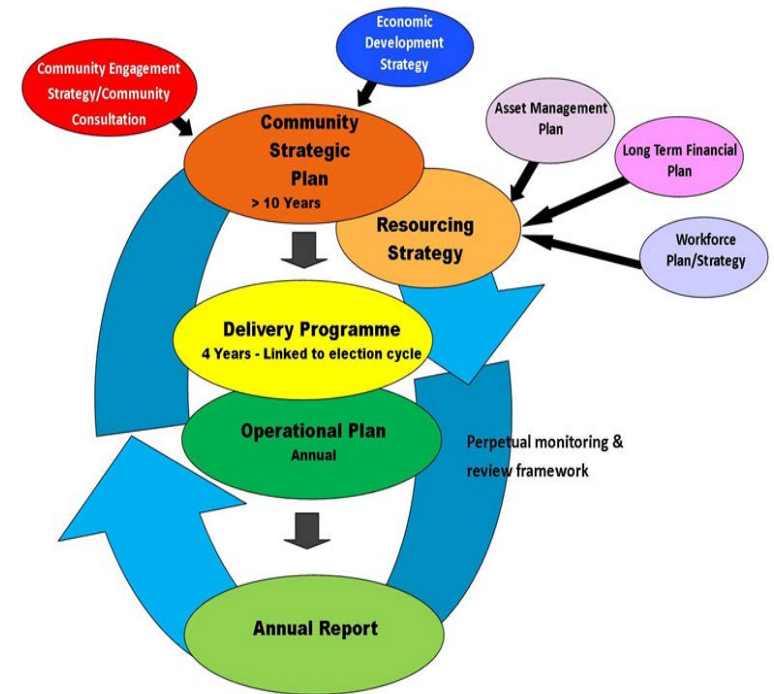 Economic
Development
Strategy
Community Engagement
Strategy/Community
Consultation
Asset Management
Plan
Community
Strategic
Plan
> 10 Years
Long Term Financial
Plan
Resourcing
Strategy
Workforce
Plan/Strategy
Delivery Programme
4 Years - Linked to election cycle
Operational Plan
Annual
Perpetual monitoring &
review framework
Annual Report